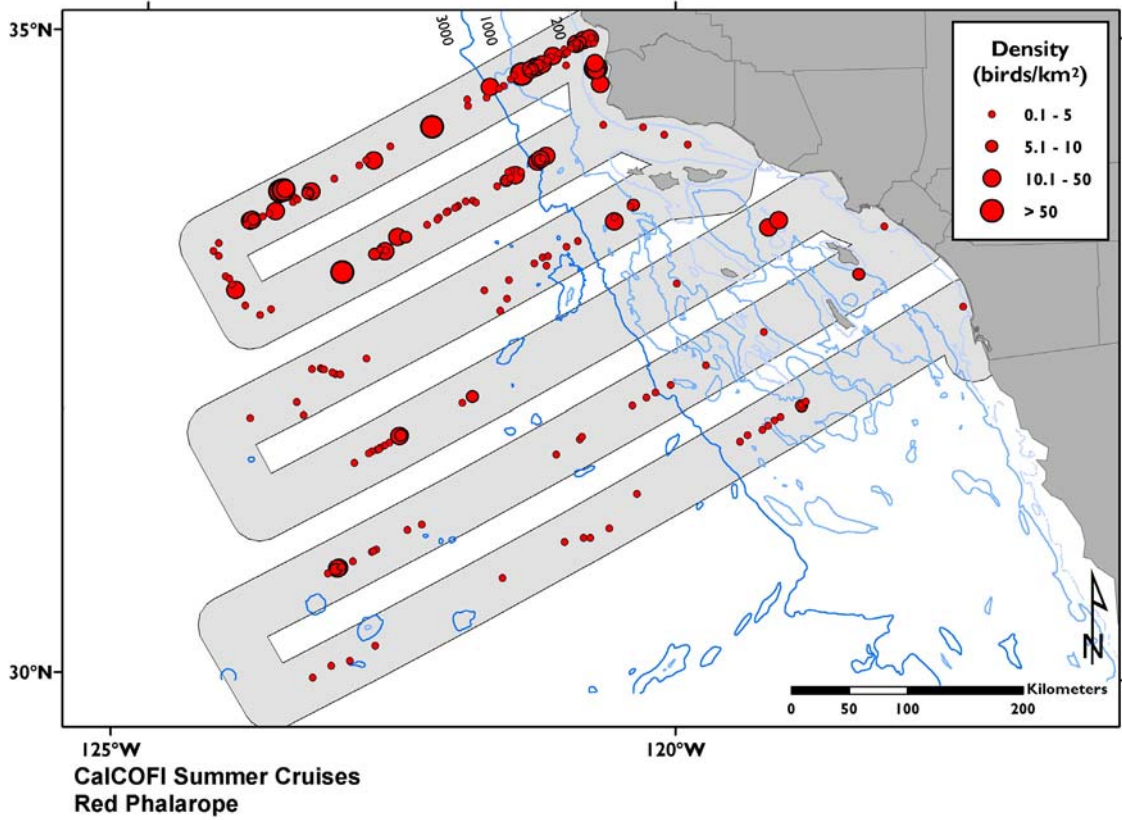 35°N
3000
1000
200
Density
(birds/km²)
0.1 - 5
5.1 - 10
10.1 - 50
> 50
30°N
N
Kilometers
0 50 100 200
125°W
120°W
CalCOFI Summer Cruises
Red Phalarope